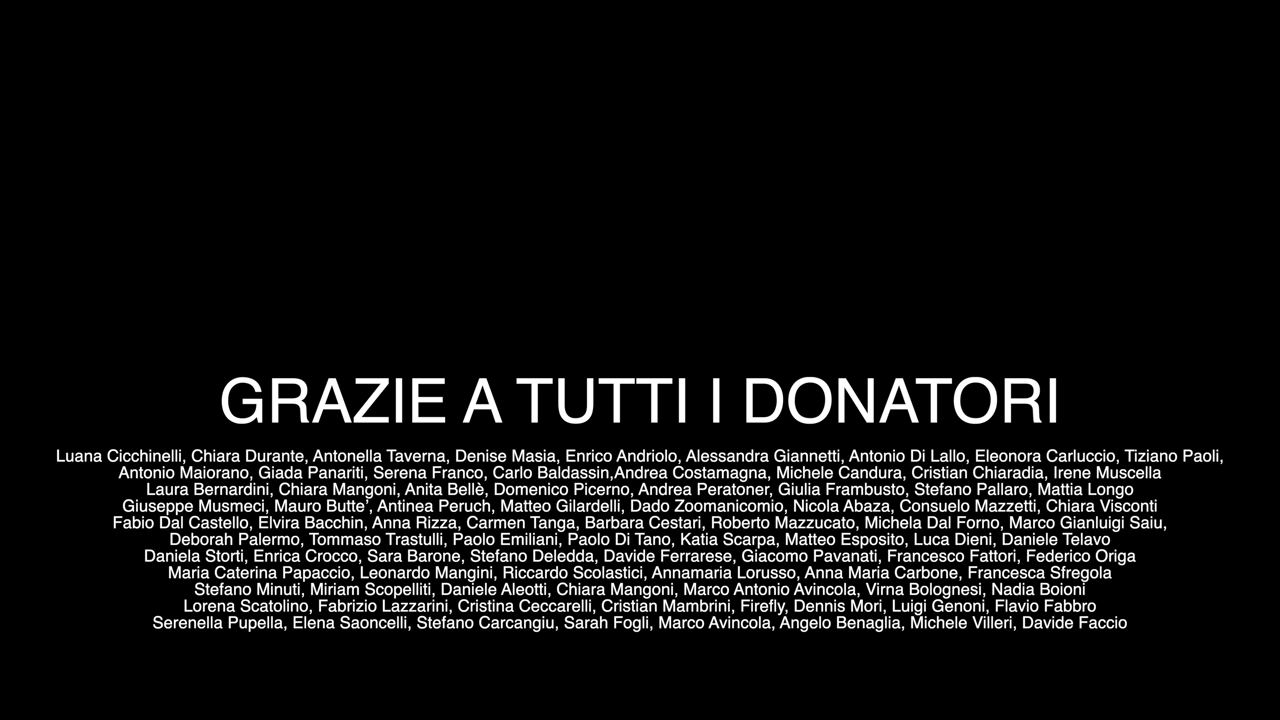 GRAZIE A TUTTI I DONATORI
Luana Cicchinelli, Chiara Durante, Antonella Taverna, Denise Masia, Enrico Andriolo, Alessandra Giannetti, Antonio Di Lallo, Eleonora Carluccio, Tiziano Paoli,
Antonio Maiorano, Giada Panariti, Serena Franco, Carlo Baldassin,Andrea Costamagna, Michele Candura, Cristian Chiaradia, Irene Muscella
Laura Bernardini, Chiara Mangoni, Anita Bellè, Domenico Picerno, Andrea Peratoner, Giulia Frambusto, Stefano Pallaro, Mattia Longo
Giuseppe Musmeci, Mauro Butte’, Antinea Peruch, Matteo Gilardelli, Dado Zoomanicomio, Nicola Abaza, Consuelo Mazzetti, Chiara Visconti
Fabio Dal Castello, Elvira Bacchin, Anna Rizza, Carmen Tanga, Barbara Cestari, Roberto Mazzucato, Michela Dal Forno, Marco Gianluigi Saiu,
Deborah Palermo, Tommaso Trastulli, Paolo Emiliani, Paolo Di Tano, Katia Scarpa, Matteo Esposito, Luca Dieni, Daniele Telavo
Daniela Storti, Enrica Crocco, Sara Barone, Stefano Deledda, Davide Ferrarese, Giacomo Pavanati, Francesco Fattori, Federico Origa
Maria Caterina Papaccio, Leonardo Mangini, Riccardo Scolastici, Annamaria Lorusso, Anna Maria Carbone, Francesca Sfregola
Stefano Minuti, Miriam Scopelliti, Daniele Aleotti, Chiara Mangoni, Marco Antonio Avincola, Virna Bolognesi, Nadia Boioni
Lorena Scatolino, Fabrizio Lazzarini, Cristina Ceccarelli, Cristian Mambrini, Firefly, Dennis Mori, Luigi Genoni, Flavio Fabbro
Serenella Pupella, Elena Saoncelli, Stefano Carcangiu, Sarah Fogli, Marco Avincola, Angelo Benaglia, Michele Villeri, Davide Faccio